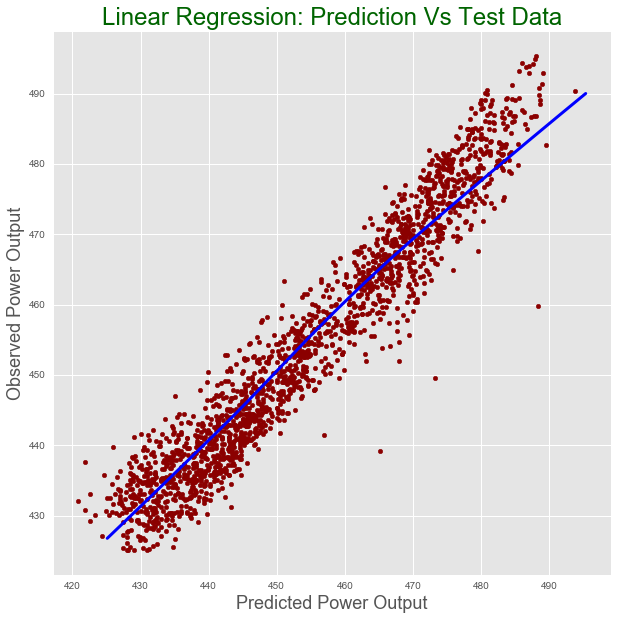 Linear Regression: Prediction Vs Test Data
Observed Power Output
490
480
470
460
450
440
430
420 430 440 450 460 470 480 490
Predicted Power Output